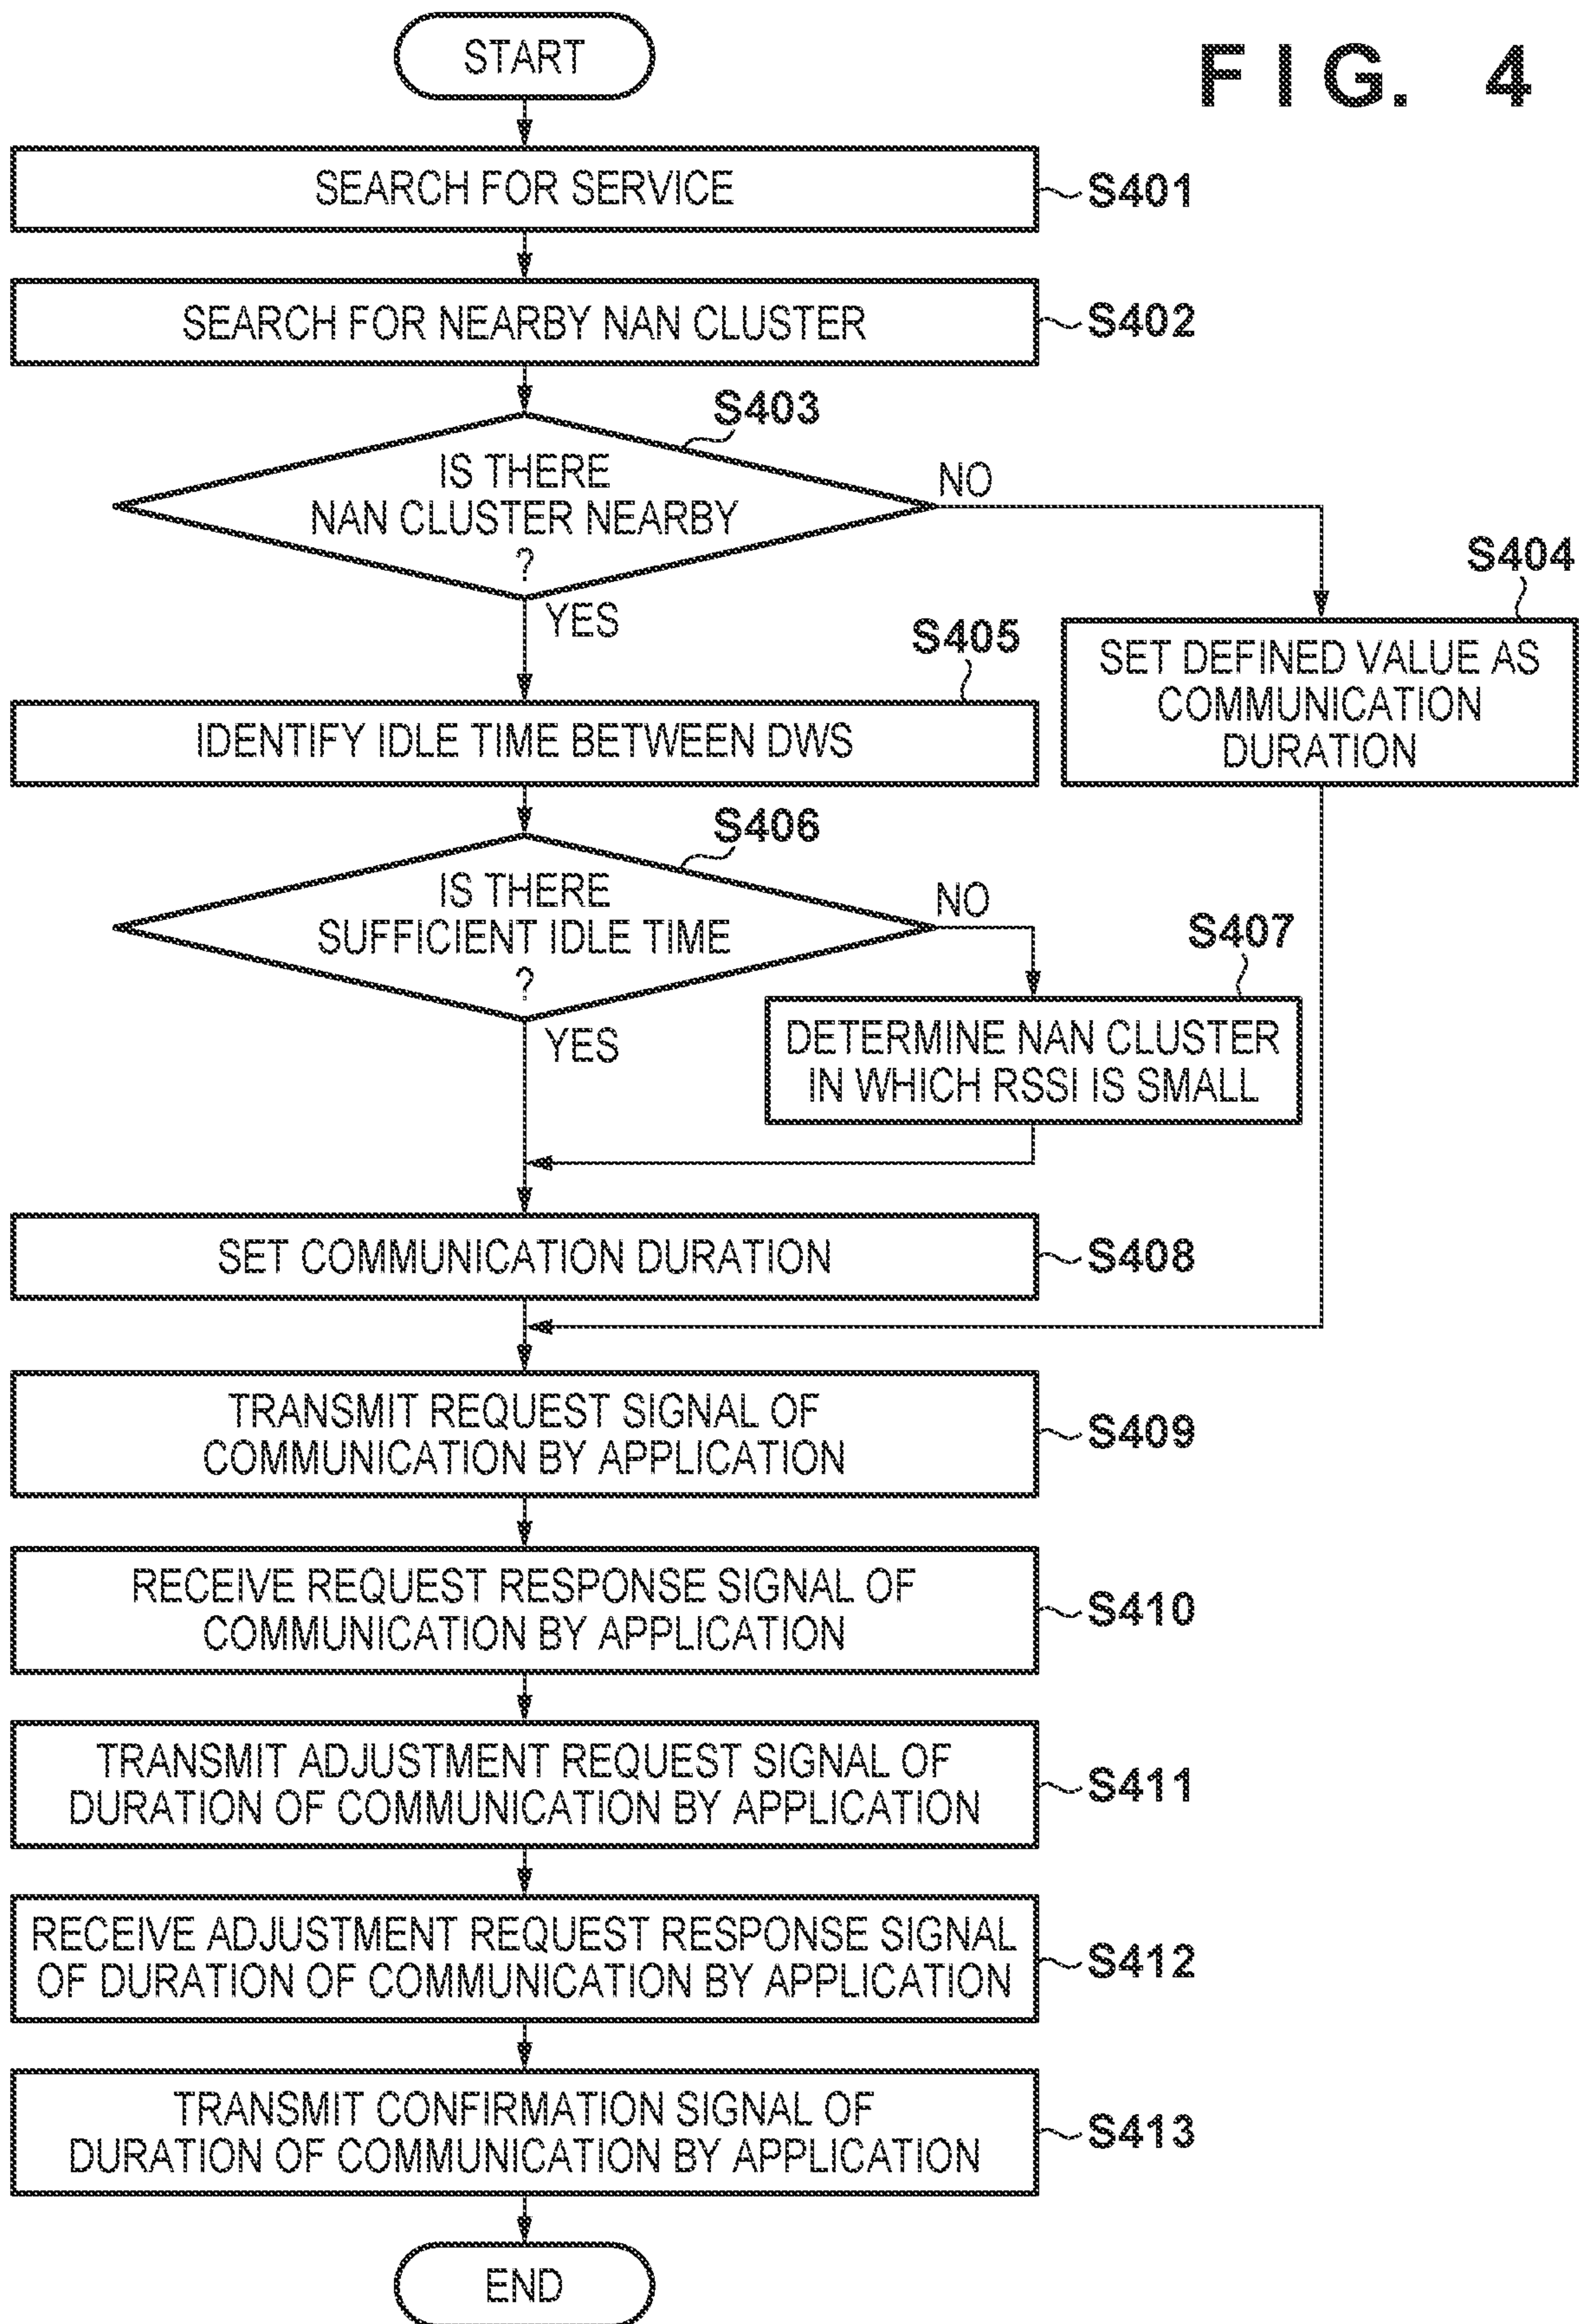 FIG. 4
START
SEARCH FOR SERVICE
S401
SEARCH FOR NEARBY NAN CLUSTER
S402
S403
IS THERE
NAN CLUSTER NEARBY
?
NO
YES
S404
SET DEFINED VALUE AS
COMMUNICATION
DURATION
S405
IDENTIFY IDLE TIME BETWEEN DWS
S406
IS THERE
SUFFICIENT IDLE TIME
?
NO
YES
S407
DETERMINE NAN CLUSTER
IN WHICH RSSI IS SMALL
SET COMMUNICATION DURATION
S408
TRANSMIT REQUEST SIGNAL OF
COMMUNICATION BY APPLICATION
S409
RECEIVE REQUEST RESPONSE SIGNAL OF
COMMUNICATION BY APPLICATION
S410
TRANSMIT ADJUSTMENT REQUEST SIGNAL OF
DURATION OF COMMUNICATION BY APPLICATION
S411
RECEIVE ADJUSTMENT REQUEST RESPONSE SIGNAL
OF DURATION OF COMMUNICATION BY APPLICATION
S412
TRANSMIT CONFIRMATION SIGNAL OF
DURATION OF COMMUNICATION BY APPLICATION
S413
END